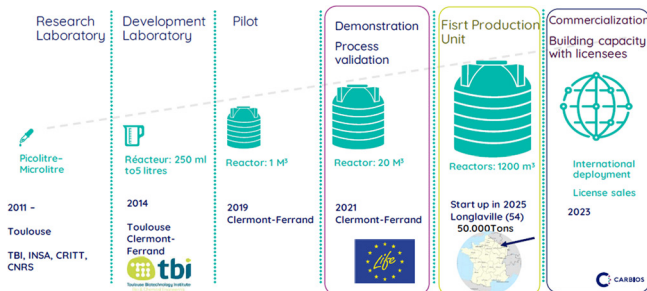 Research
Laboratory
Picolitre-
Microlitre
2011 –
Toulouse
TBI, INSA, CRITT,
CNRS
Development
Laboratory
Réacteur: 250 ml
to5 litres
2014
Toulouse
Clermont-
Ferrand
tbi
Toulouse Biotechnology Institute
Pilot
Reactor: 1 M³
2019
Clermont-Ferrand
Demonstration
Process
validation
Reactor: 20 M³
2021
Clermont-Ferrand
Life
Fisrt Production
Unit
Reactors: 1200 m³
Start up in 2025
Longlaville (54)
50.000Tons
Commercialization
Building capacity
with licensees
International
deployment
License sales
2023
CARBIOS